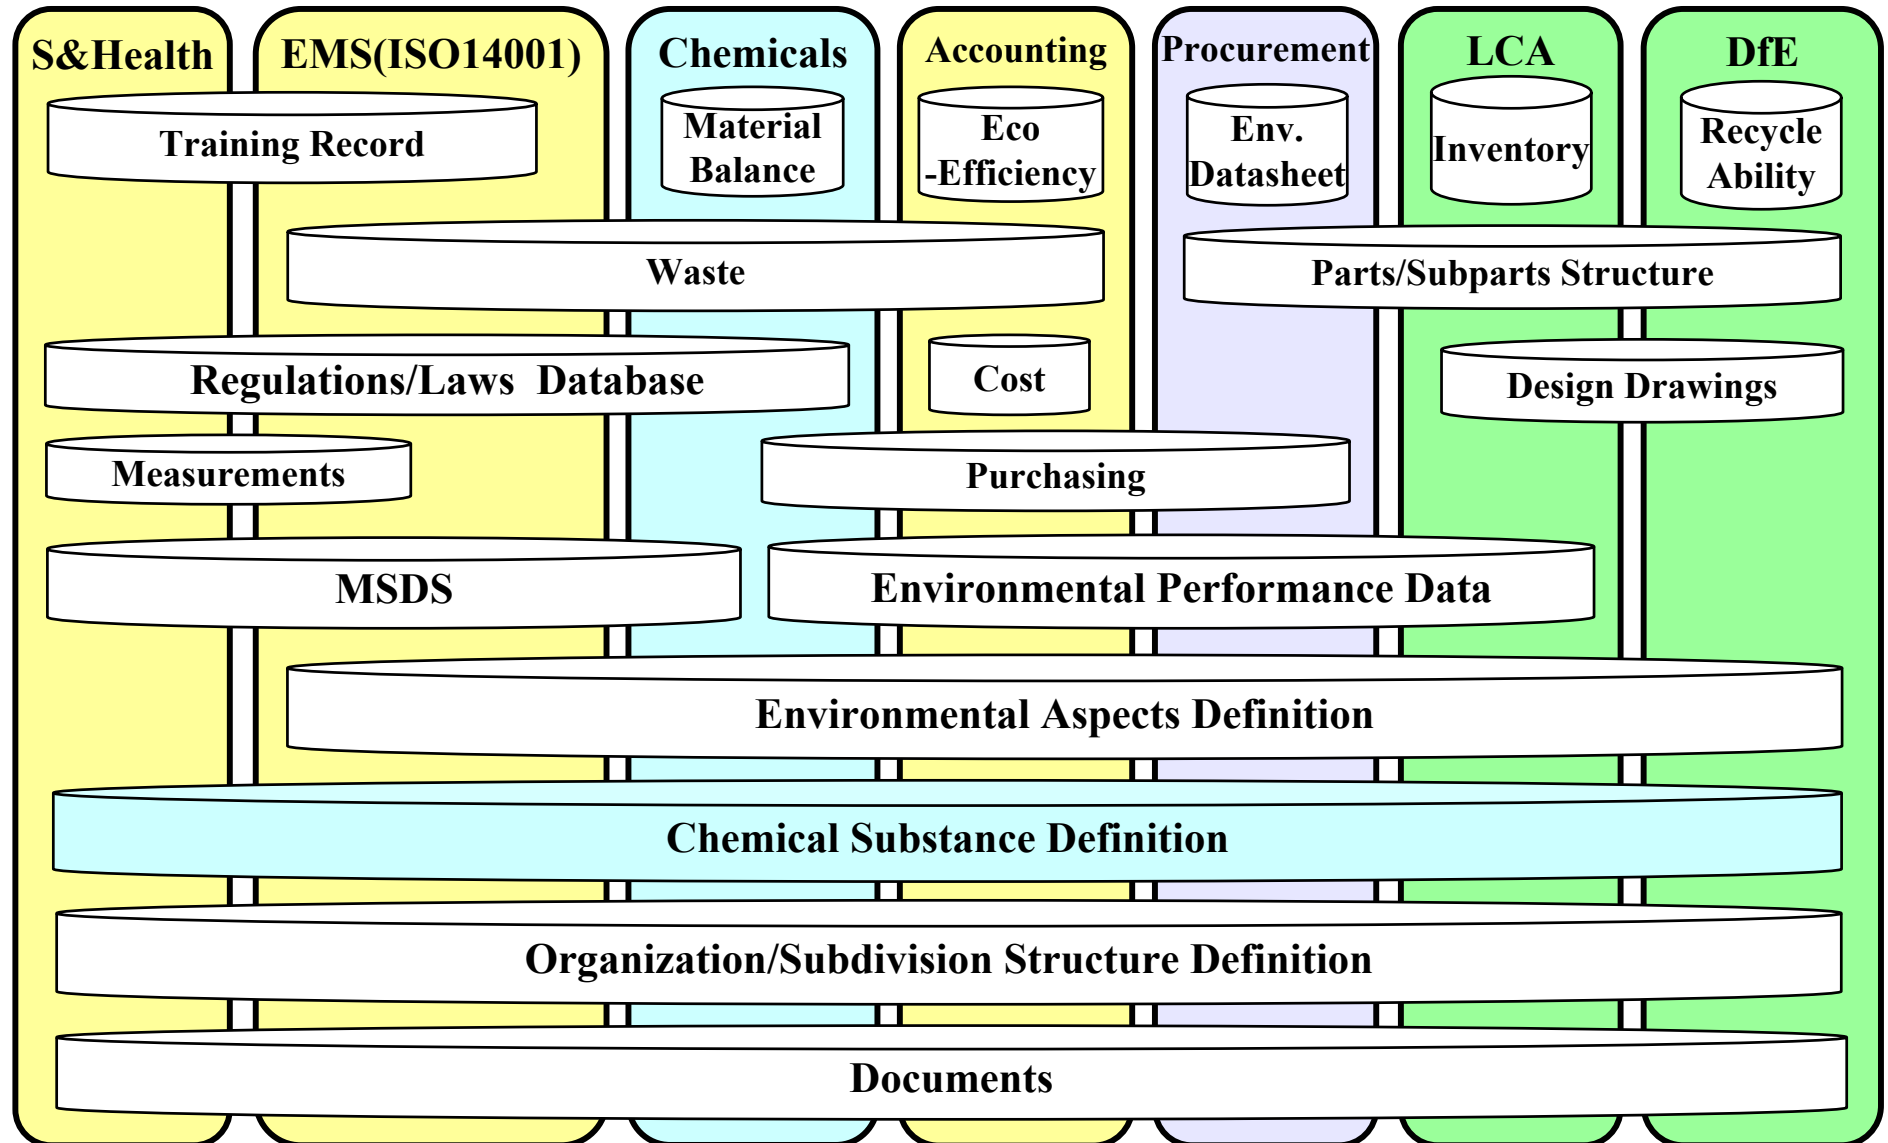 S&Health
EMS(ISO14001)
Chemicals
Accounting
Procurement
LCA
DfE
Training Record
Material
Balance
Eco
-Efficiency
Env.
Datasheet
Inventory
Recycle
Ability
Waste
Parts/Subparts Structure
Regulations/Laws Database
Cost
Design Drawings
Measurements
Purchasing
MSDS
Environmental Performance Data
Environmental Aspects Definition
Chemical Substance Definition
Organization/Subdivision Structure Definition
Documents